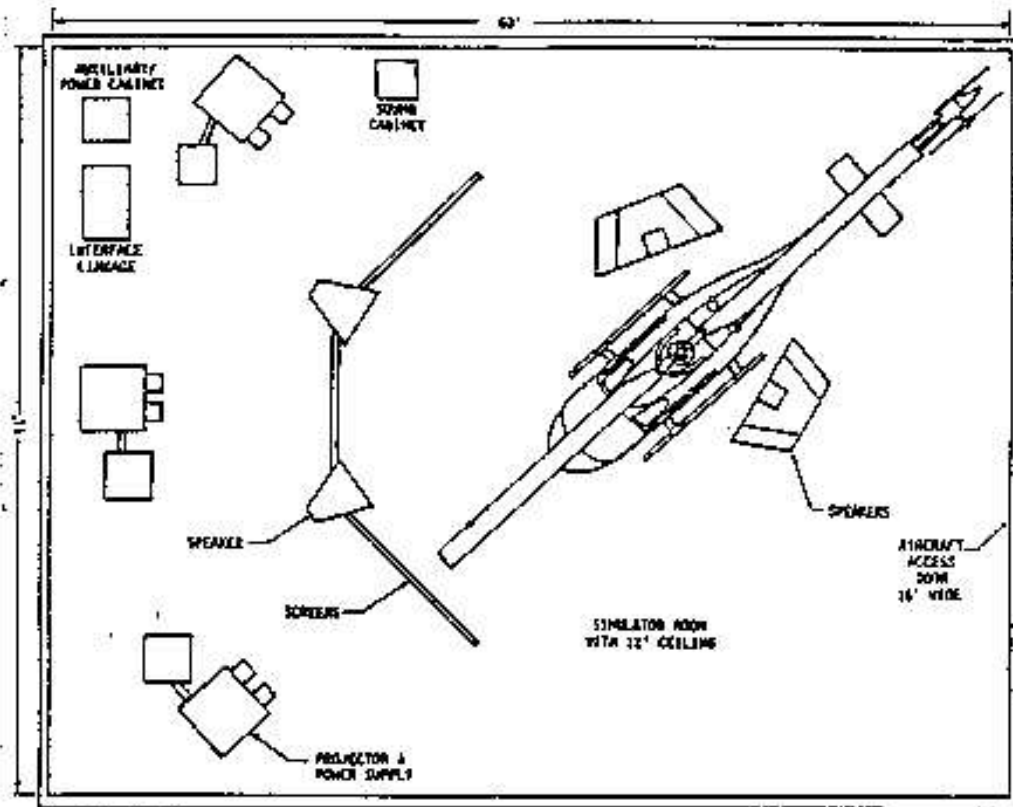 60'
AUXILIARY
POWER CABINET
SOUND
CABINET
INTERFACE
LINKAGE
SPEAKER
SPEAKERS
AIRCRAFT
ACCESS
DOOR
16' WIDE
SCREENS
SIMULATOR ROOM
WITH 12' CEILING
PROJECTOR &
POWER SUPPLY